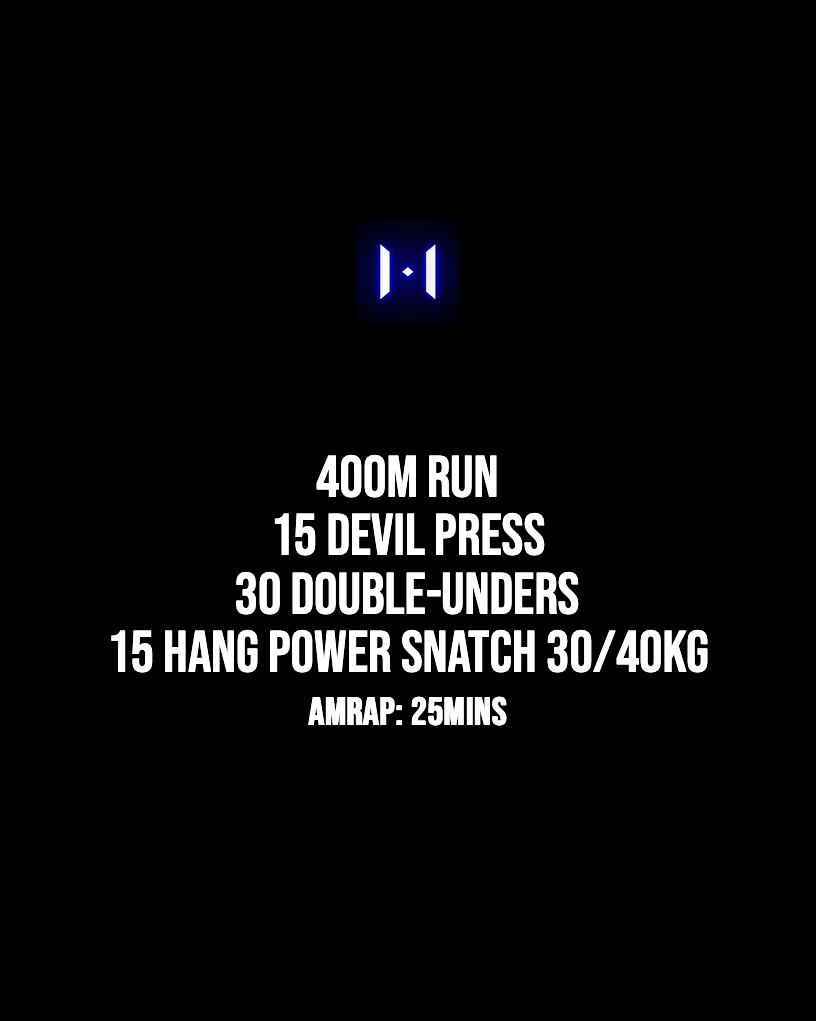 400M RUN
15 DEVIL PRESS
30 DOUBLE-UNDERS
15 HANG POWER SNATCH 30/40KG
AMRAP: 25MINS